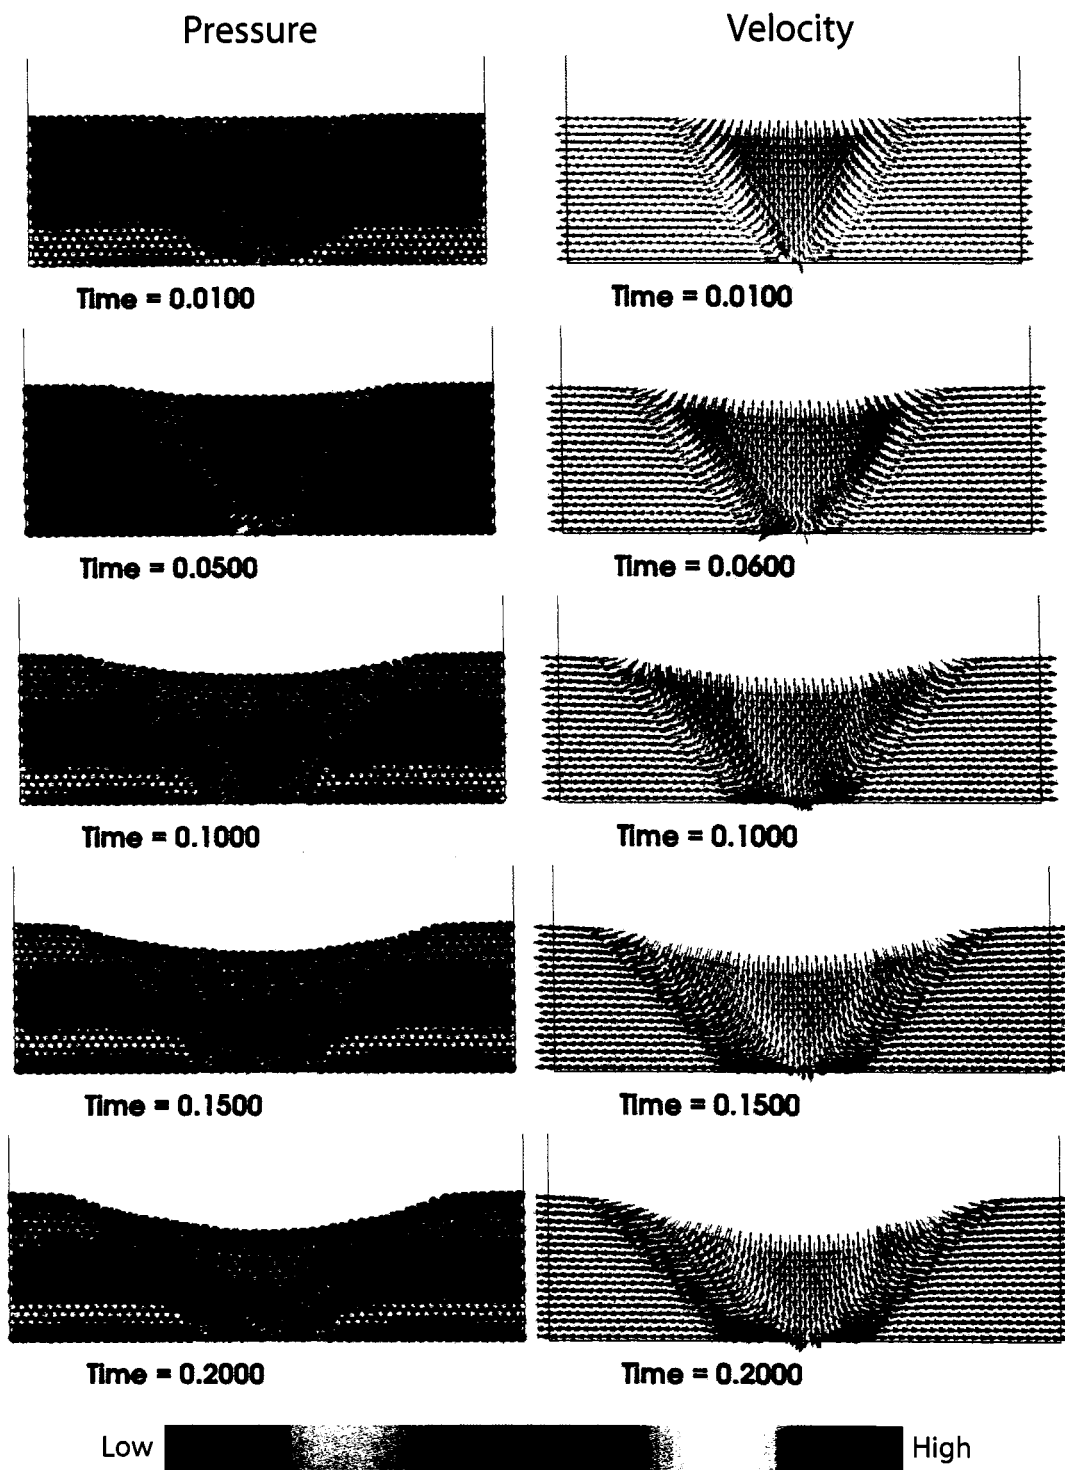 Pressure Velocity
Time = 0.0100 Time = 0.0100
Time = 0.0500 Time = 0.0600
Time = 0.1000 Time = 0.1000
Time = 0.1500 Time = 0.1500
Time = 0.2000 Time = 0.2000
Low High